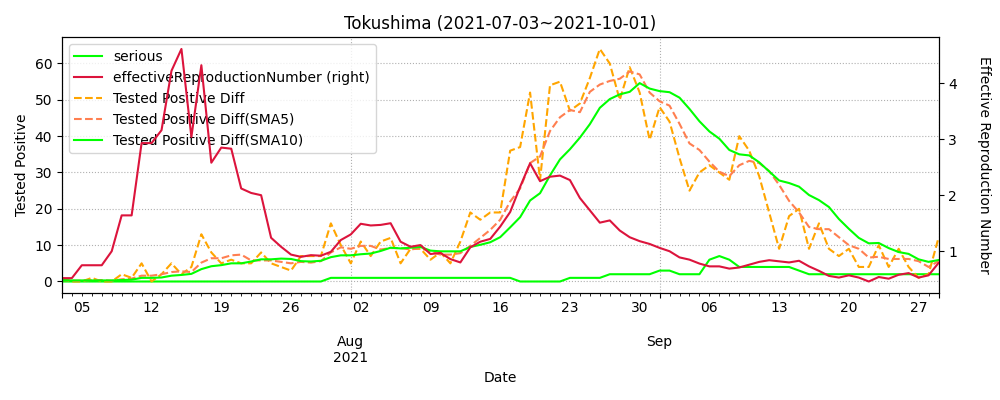 Tokushima (2021-07-03~2021-10-01)
serious
effectiveReproductionNumber (right)
Tested Positive Diff
Tested Positive Diff(SMA5)
Tested Positive Diff(SMA10)
Tested Positive
60
50
40
30
20
10
0
4
3
2
1
Effective Reproduction Number
05 12 19 26 02 09 16 23 30 06 13 20 27
Aug Sep
2021
Date